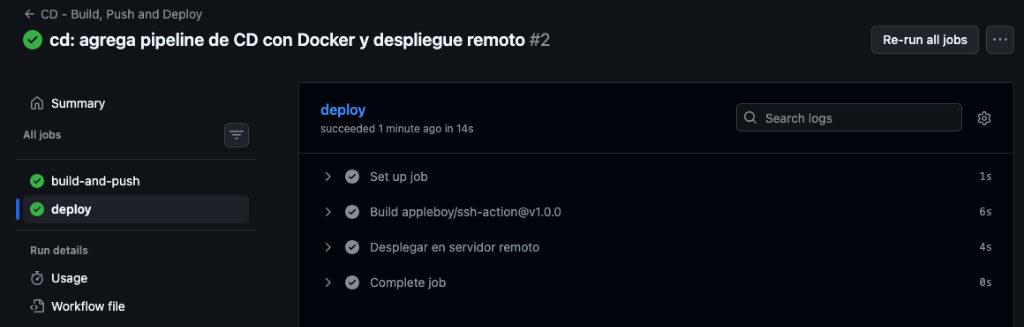 ← CD - Build, Push and Deploy
cd: agrega pipeline de CD con Docker y despliegue remoto #2
Re-run all jobs
...
Summary
All jobs
build-and-push
deploy
Run details
Usage
Workflow file
deploy
succeeded 1 minute ago in 14s
Search logs
Set up job 1s
Build appleboy/ssh-action@v1.0.0 6s
Desplegar en servidor remoto 4s
Complete job 0s